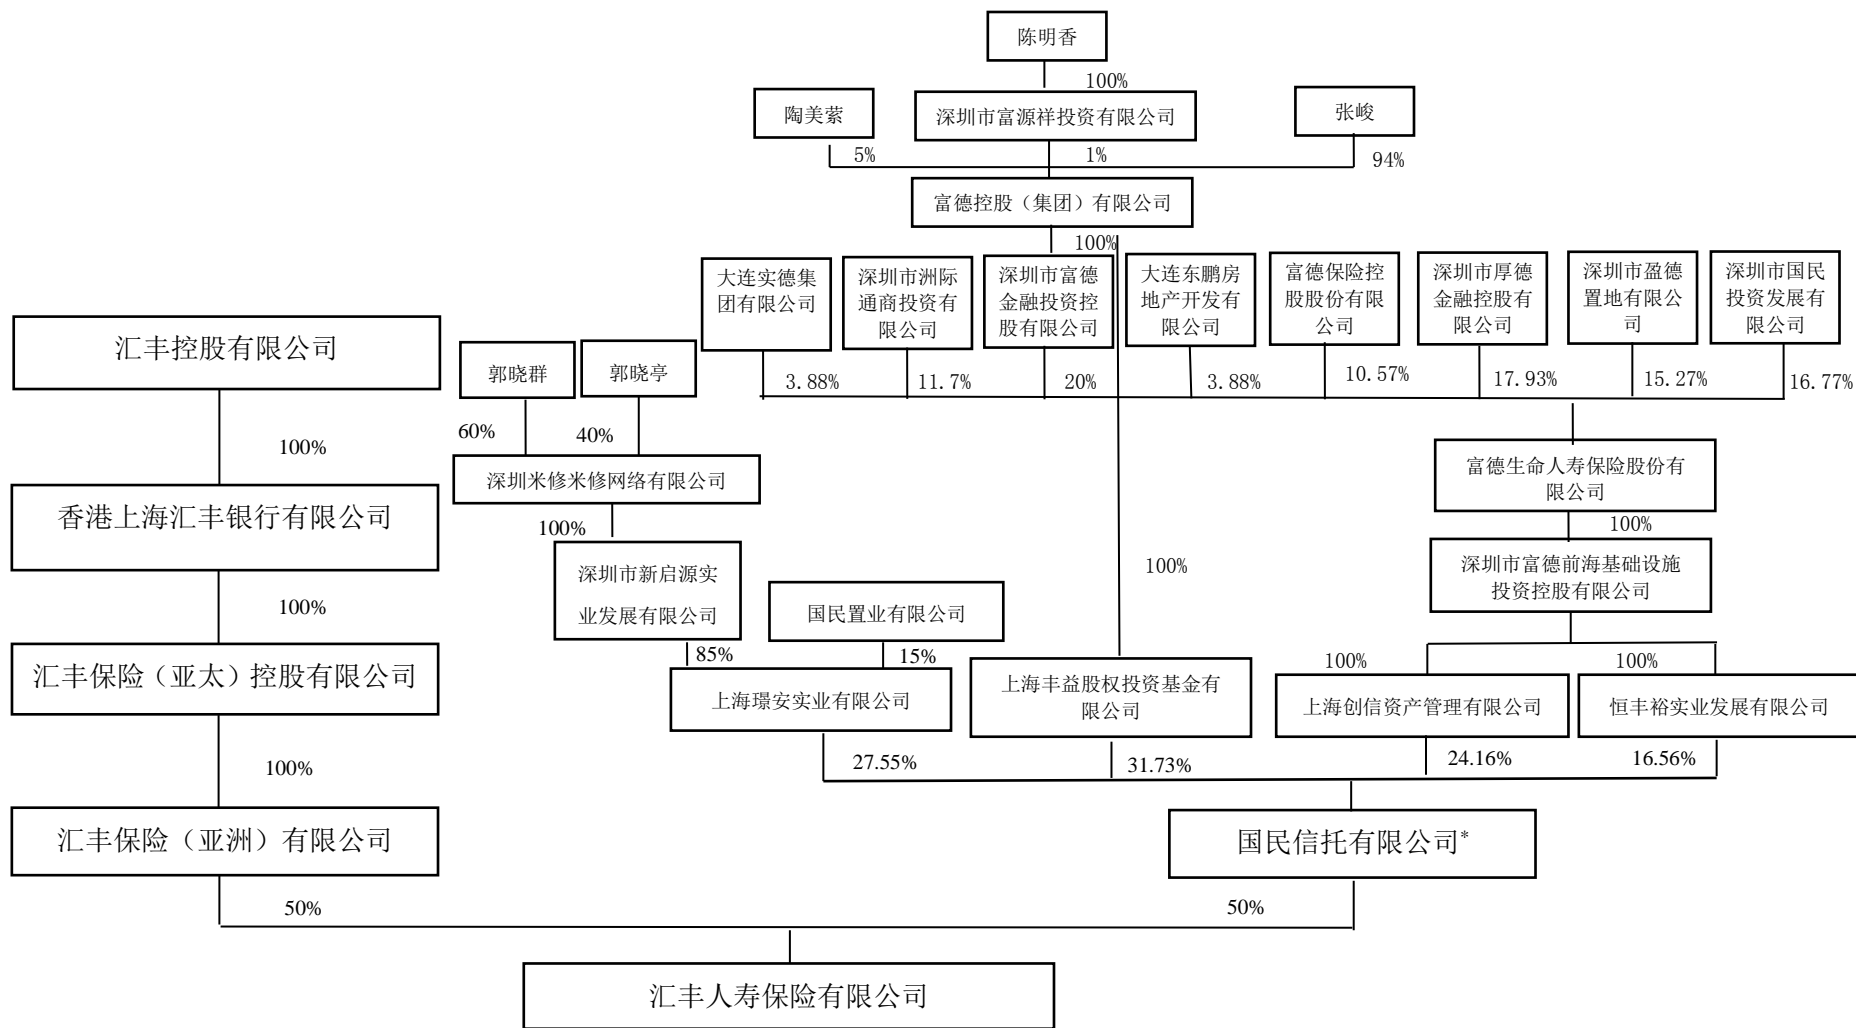 陈明香
100%
陶美萦
深圳市富源祥投资有限公司
张峻
5%
1%
94%
富德控股（集团）有限公司
100%
大连实德集
团有限公司
深圳市洲际
通商投资有
限公司
深圳市富德
金融投资控
股有限公司
大连东鹏房
地产开发有
限公司
富德保险控
股股份有限
公司
深圳市厚德
金融控股有
限公司
深圳市盈德
置地有限公
司
深圳市国民
投资发展有
限公司
3.88%
11.7%
20%
3.88%
10.57%
17.93%
15.27%
16.77%
汇丰控股有限公司
郭晓群
郭晓亭
100%
60%
40%
深圳米修米修网络有限公司
富德生命人寿保险股份有
限公司
香港上海汇丰银行有限公司
100%
100%
深圳市新启源实
业发展有限公司
100%
深圳市富德前海基础设施
投资控股有限公司
100%
国民置业有限公司
85%
15%
100%
100%
汇丰保险（亚太）控股有限公司
上海璟安实业有限公司
上海丰益股权投资基金有
限公司
上海创信资产管理有限公司
恒丰裕实业发展有限公司
100%
27.55%
31.73%
24.16%
16.56%
汇丰保险（亚洲）有限公司
国民信托有限公司*
50%
50%
汇丰人寿保险有限公司